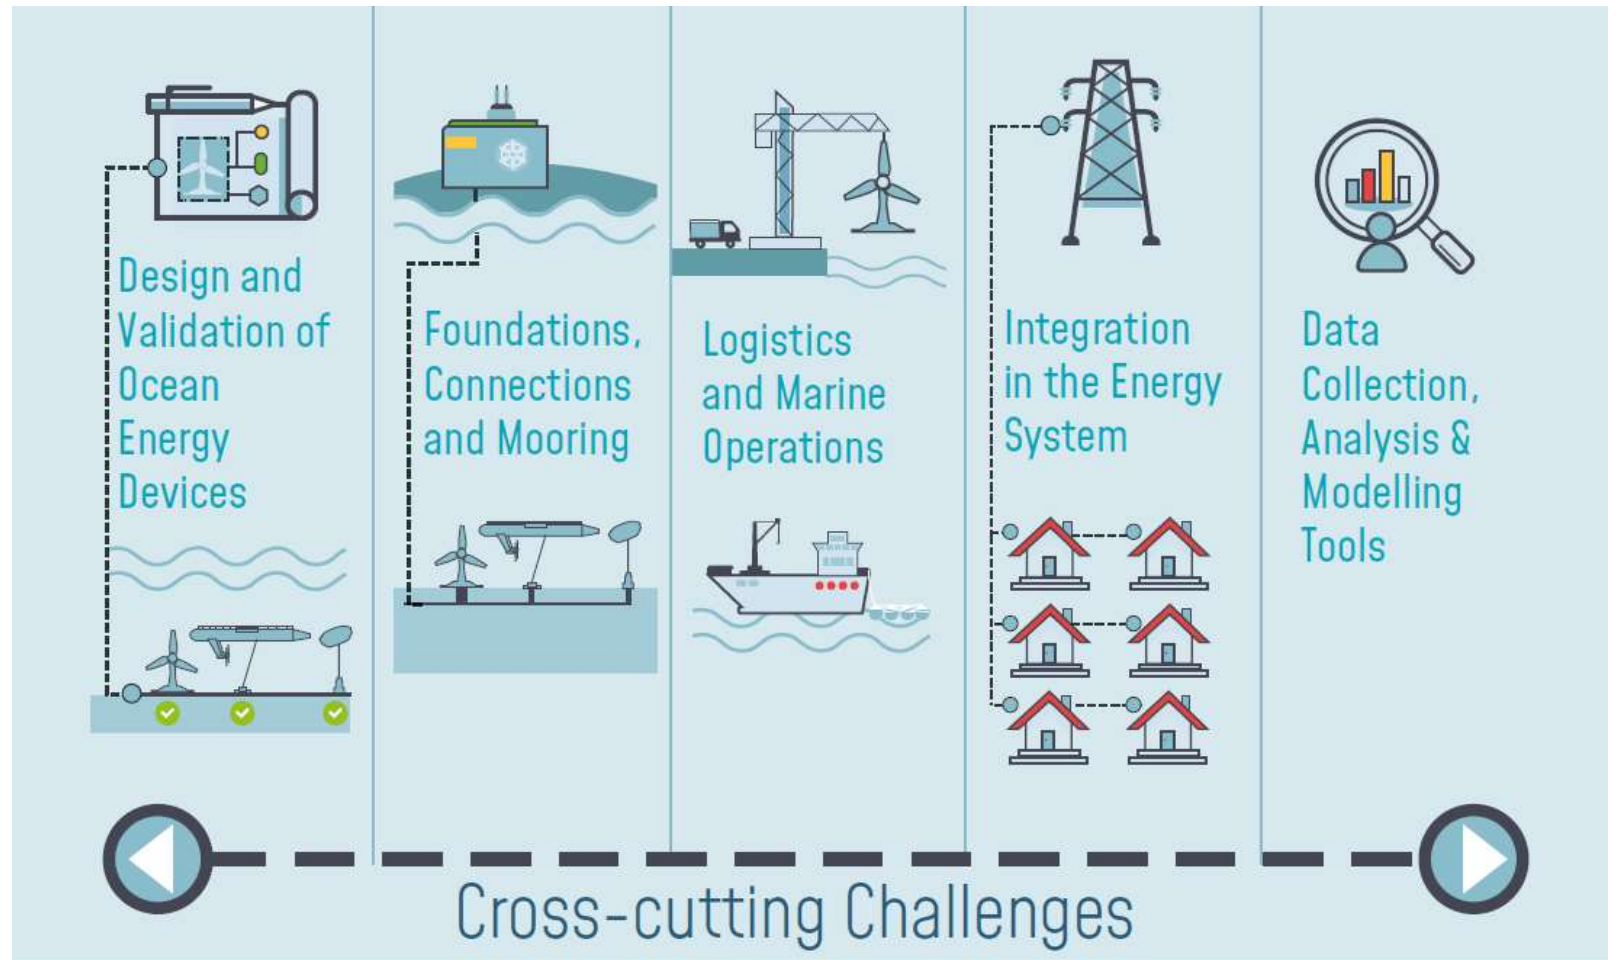 Design and
Validation of
Ocean
Energy
Devices
Foundations,
Connections
and Mooring
Logistics
and Marine
Operations
Integration
in the Energy
System
Data
Collection,
Analysis &
Modelling
Tools
Cross-cutting Challenges